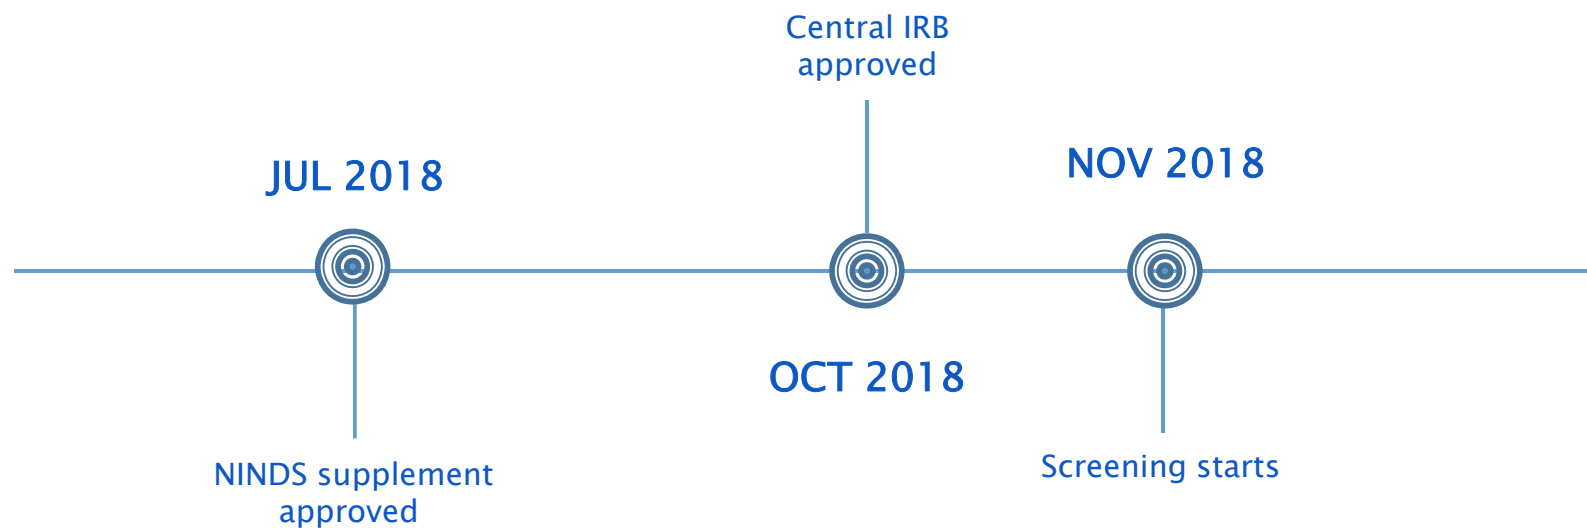 JUL 2018
NINDS supplement
approved
Central IRB
approved
OCT 2018
NOV 2018
Screening starts